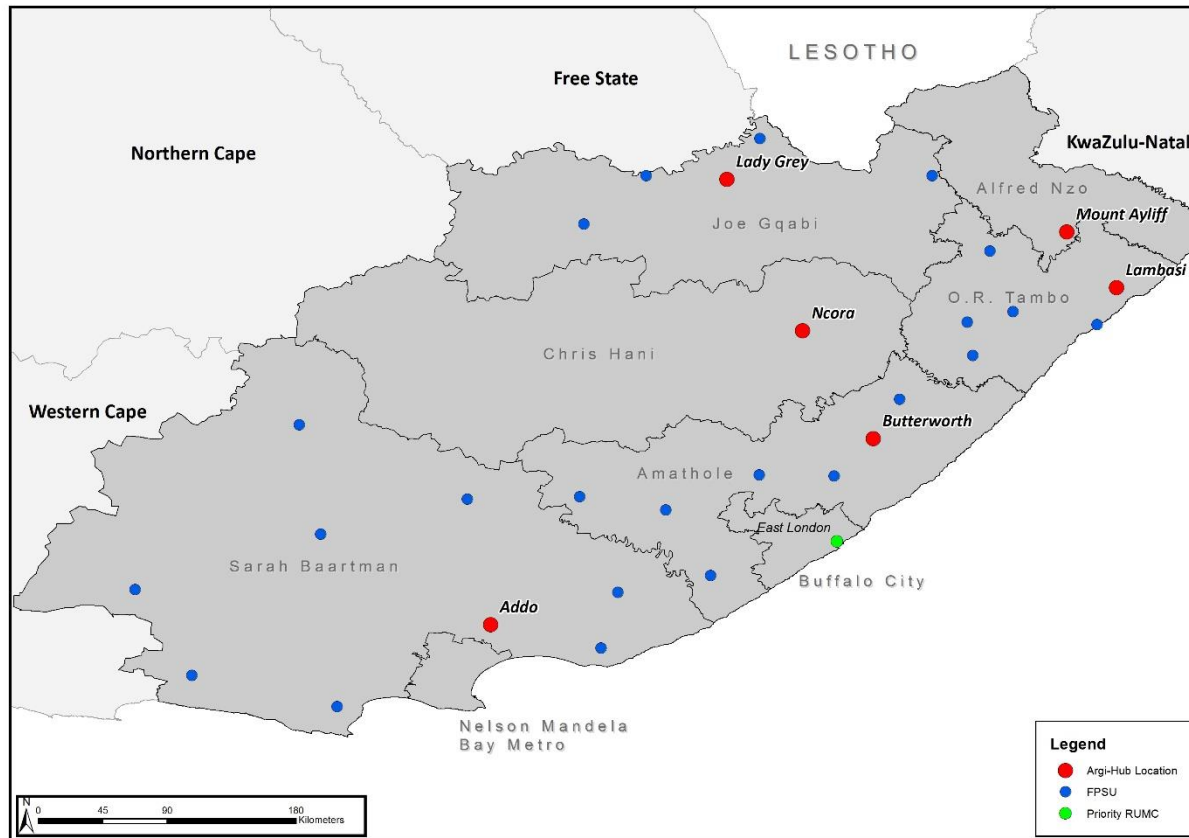 LESOTHO
Free State
Northern Cape
KwaZulu-Natal
Lady Grey
Alfred Nzo
Joe Gqabi
Mount Ayliff
Lambasi
O.R. Tambo
Ncora
Chris Hani
Western Cape
Butterworth
Amathole
East London
Sarah Baartman
Buffalo City
Addo
Nelson Mandela
Bay Metro
Legend
Argi-Hub Location
FPSU
Priority RUMC
N
0 45 90 180
Kilometers